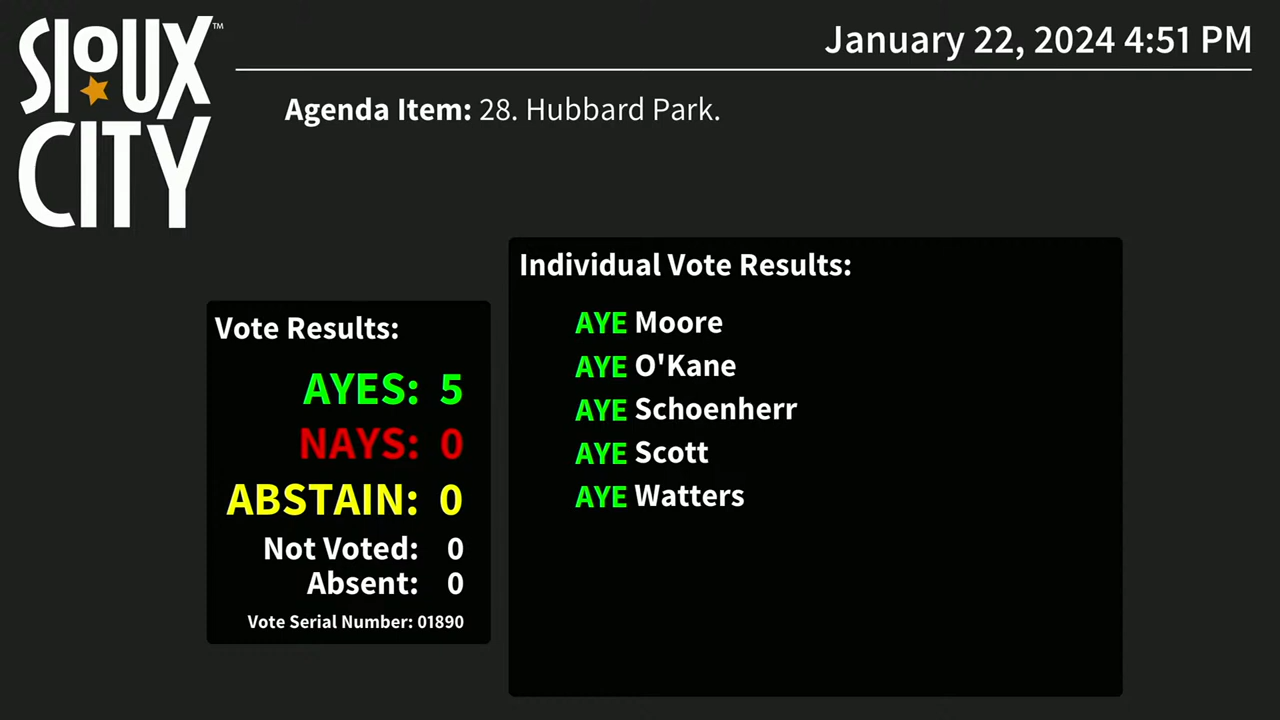 SIOUX
CITY
™
January 22, 2024 4:51 PM
Agenda Item: 28. Hubbard Park.
Vote Results:
AYES: 5
NAYS: 0
ABSTAIN: 0
Not Voted: 0
Absent: 0
Vote Serial Number: 01890
Individual Vote Results:
AYE Moore
AYE O'Kane
AYE Schoenherr
AYE Scott
AYE Watters